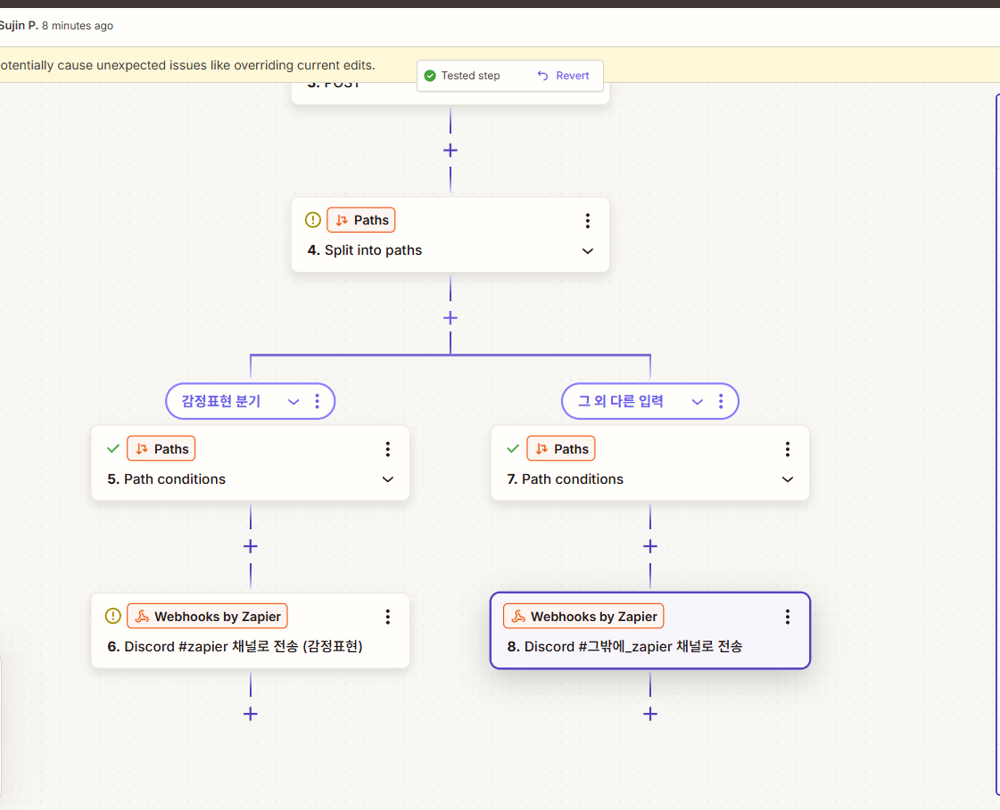 Sujin P. 8 minutes ago
otentially cause unexpected issues like overriding current edits.
Tested step
Revert
3. POST
Paths
4. Split into paths
감정표현 분기
그 외 다른 입력
Paths
5. Path conditions
Paths
7. Path conditions
Webhooks by Zapier
6. Discord #zapier 채널로 전송 (감정표현)
Webhooks by Zapier
8. Discord #그밖에_zapier 채널로 전송